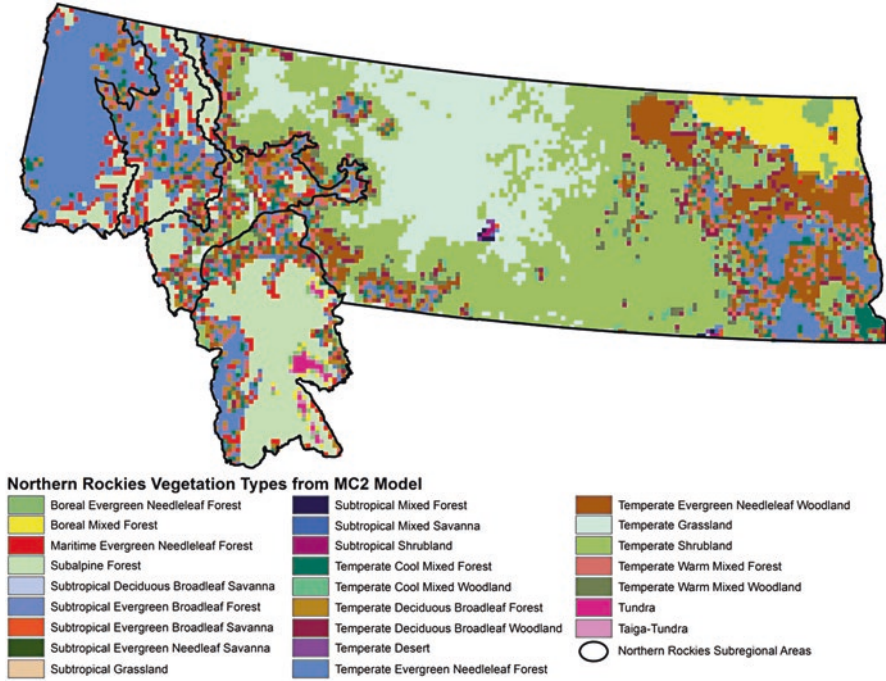 Northern Rockies Vegetation Types from MC2 Model
Boreal Evergreen Needleleaf Forest
Boreal Mixed Forest
Maritime Evergreen Needleleaf Forest
Subalpine Forest
Subtropical Deciduous Broadleaf Savanna
Subtropical Evergreen Broadleaf Forest
Subtropical Evergreen Broadleaf Savanna
Subtropical Evergreen Needleaf Savanna
Subtropical Grassland
Subtropical Mixed Forest
Subtropical Mixed Savanna
Subtropical Shrubland
Temperate Cool Mixed Forest
Temperate Cool Mixed Woodland
Temperate Deciduous Broadleaf Forest
Temperate Deciduous Broadleaf Woodland
Temperate Desert
Temperate Evergreen Needleleaf Forest
Temperate Evergreen Needleleaf Woodland
Temperate Grassland
Temperate Shrubland
Temperate Warm Mixed Forest
Temperate Warm Mixed Woodland
Tundra
Taiga-Tundra
Northern Rockies Subregional Areas